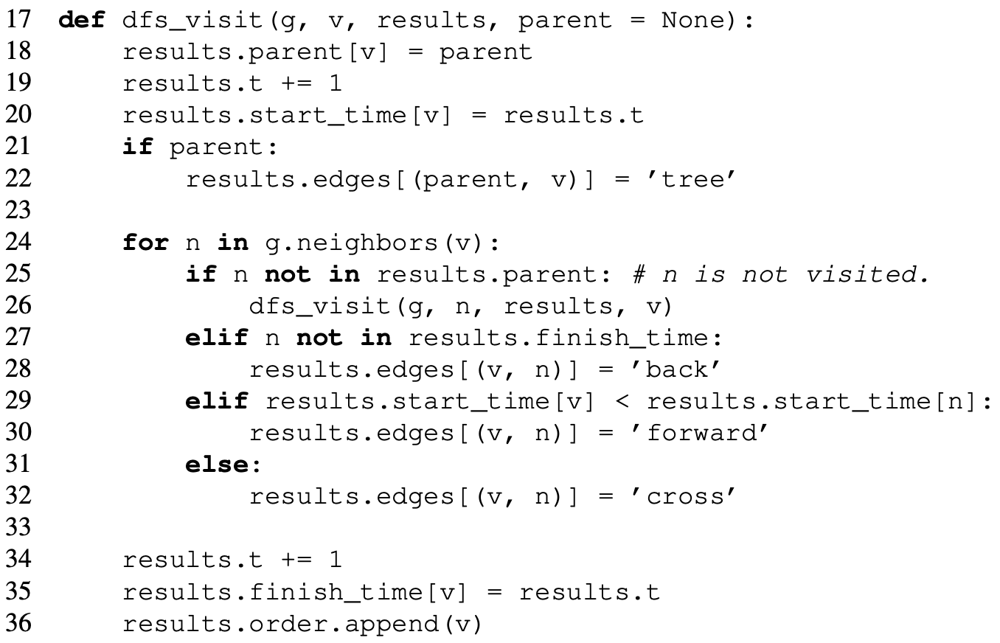 17 def dfs_visit(g, v, results, parent = None):
18     results.parent[v] = parent
19     results.t += 1
20     results.start_time[v] = results.t
21     if parent:
22         results.edges[(parent, v)] = 'tree'
23
24     for n in g.neighbors(v):
25         if n not in results.parent: # n is not visited.
26             dfs_visit(g, n, results, v)
27         elif n not in results.finish_time:
28             results.edges[(v, n)] = 'back'
29         elif results.start_time[v] < results.start_time[n]:
30             results.edges[(v, n)] = 'forward'
31         else:
32             results.edges[(v, n)] = 'cross'
33
34     results.t += 1
35     results.finish_time[v] = results.t
36     results.order.append(v)